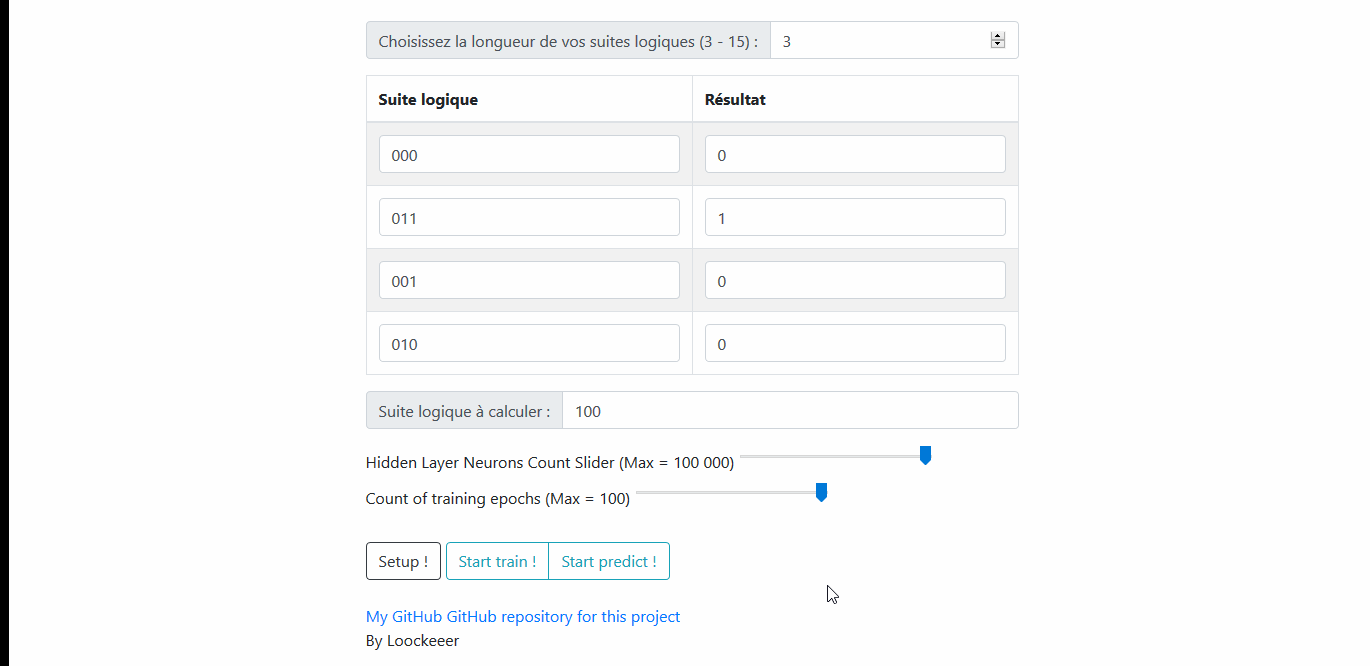 Choisissez la longueur de vos suites logiques (3 - 15) : 3
Suite logique Résultat
000 0
011 1
001 0
010 0
Suite logique à calculer : 100
Hidden Layer Neurons Count Slider (Max = 100 000)
Count of training epochs (Max = 100)
Setup ! Start train ! Start predict !
My GitHub GitHub repository for this project
By Loockeeer